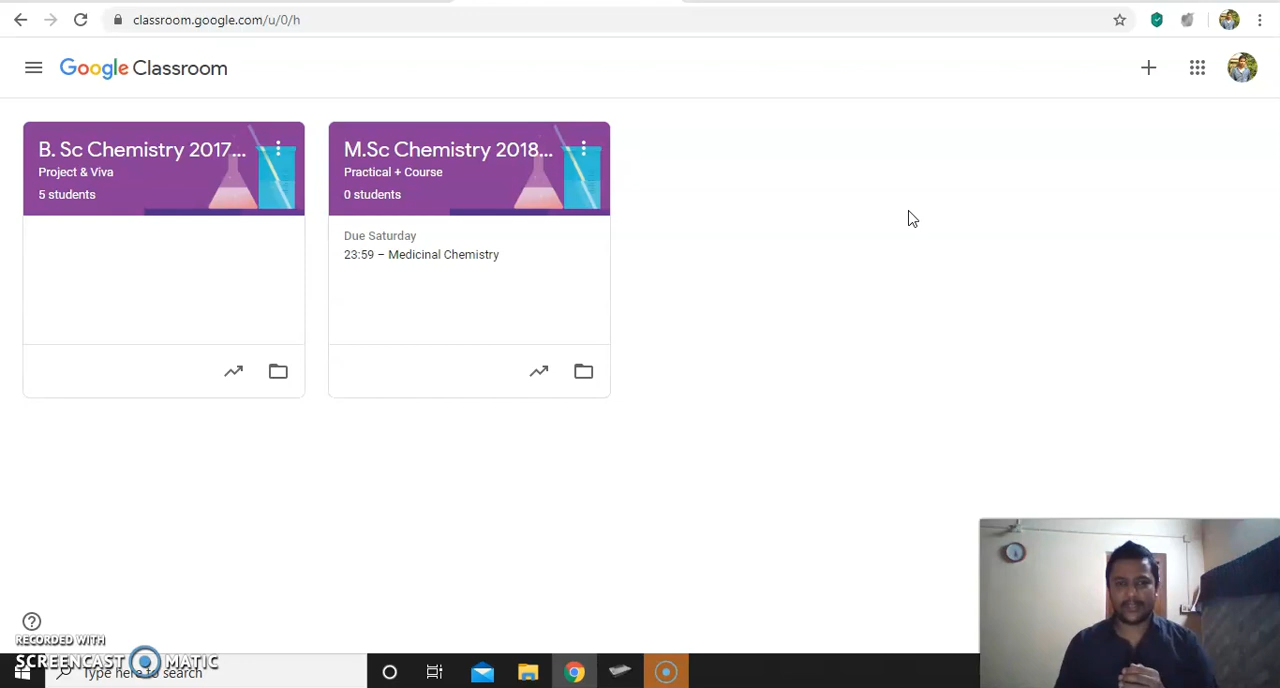 classroom.google.com/u/0/h
Google Classroom
B. Sc Chemistry 2017...
Project & Viva
5 students
M.Sc Chemistry 2018...
Practical + Course
0 students
Due Saturday
23:59 – Medicinal Chemistry
RECORDED WITH
SCREENCAST MATIC
Type here to search